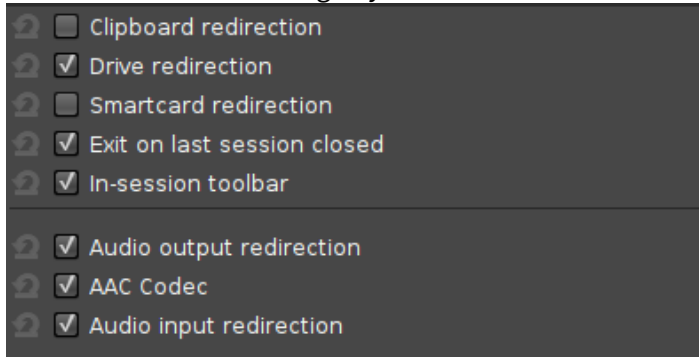 Clipboard redirection
Drive redirection
Smartcard redirection
Exit on last session closed
In-session toolbar
Audio output redirection
AAC Codec
Audio input redirection